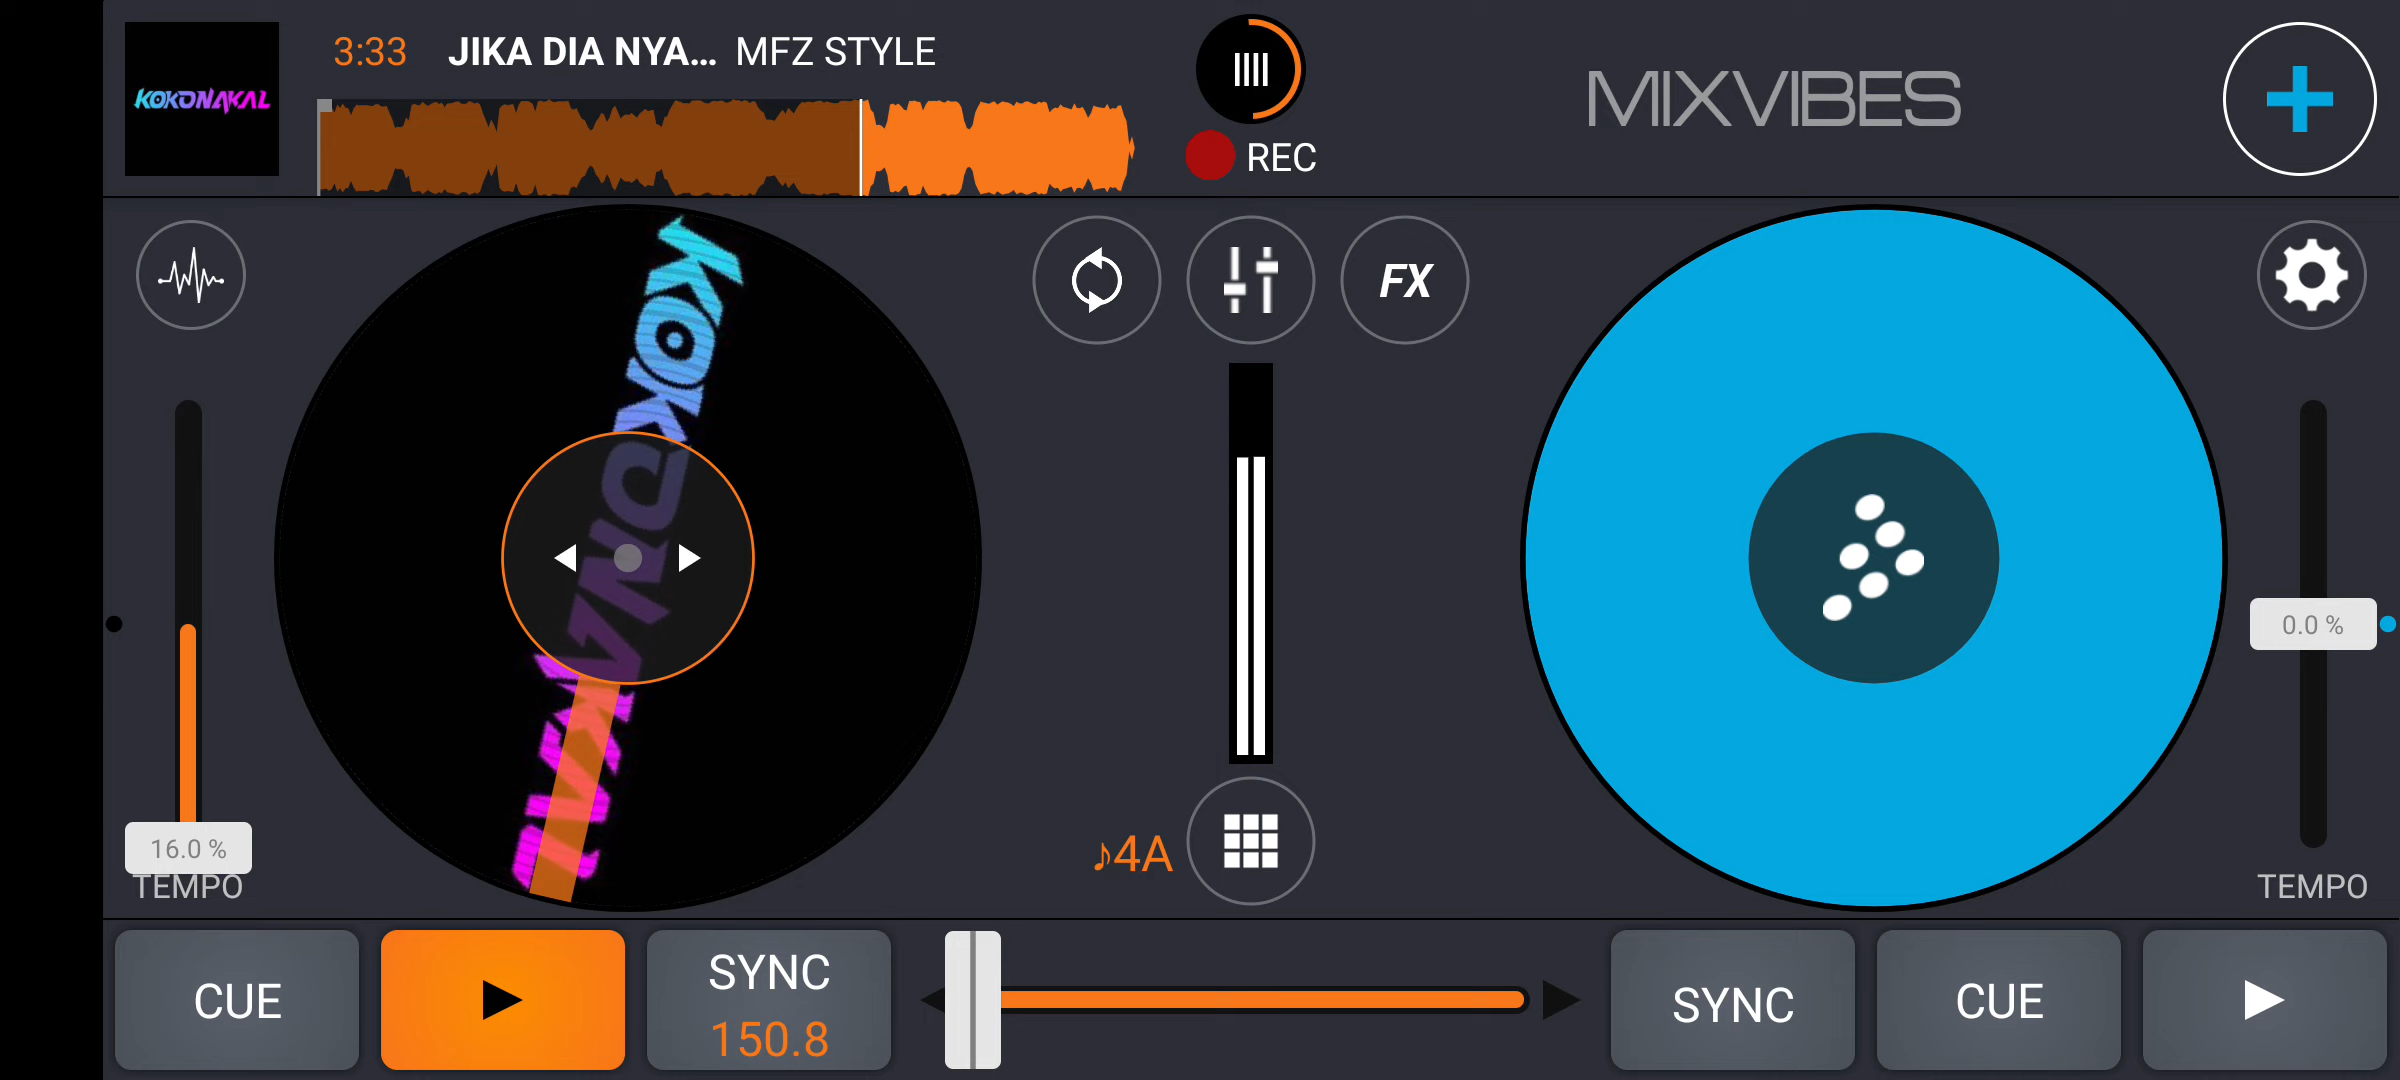 KOKONAKAL
3:33 JIKA DIA NYA... MFZ STYLE
REC
MIXVIBES
FX
KOKONAKAL
16.0 %
TEMPO
♪4A
0.0 %
TEMPO
CUE
SYNC
150.8
SYNC
CUE